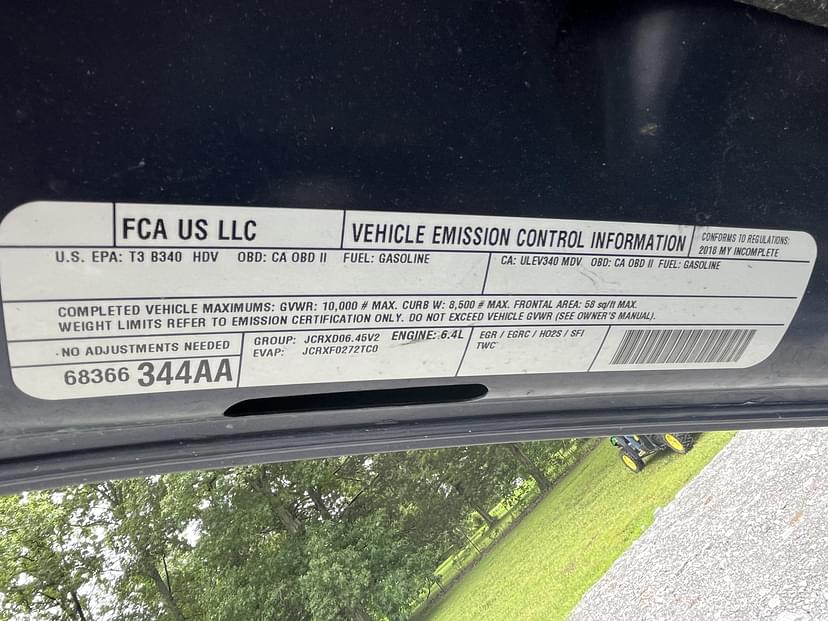 FCA US LLC
VEHICLE EMISSION CONTROL INFORMATION
CONFORMS TO REGULATIONS:
2018 MY INCOMPLETE
U.S. EPA: T3 B340 HDV OBD: CA OBD II FUEL: GASOLINE
CA: ULEV340 MDV OBD: CA OBD II FUEL: GASOLINE
COMPLETED VEHICLE MAXIMUMS: GVWR: 10,000 # MAX. CURB W: 8,500 # MAX. FRONTAL AREA: 58 sq/ft MAX.
WEIGHT LIMITS REFER TO EMISSION CERTIFICATION ONLY. DO NOT EXCEED VEHICLE GVWR (SEE OWNER'S MANUAL).
NO ADJUSTMENTS NEEDED
68366 344AA
GROUP: JCRXD06.45V2 ENGINE: 6.4L
EVAP: JCRXF0272TC0
EGR / EGRC / HO2S / SFI
TWC